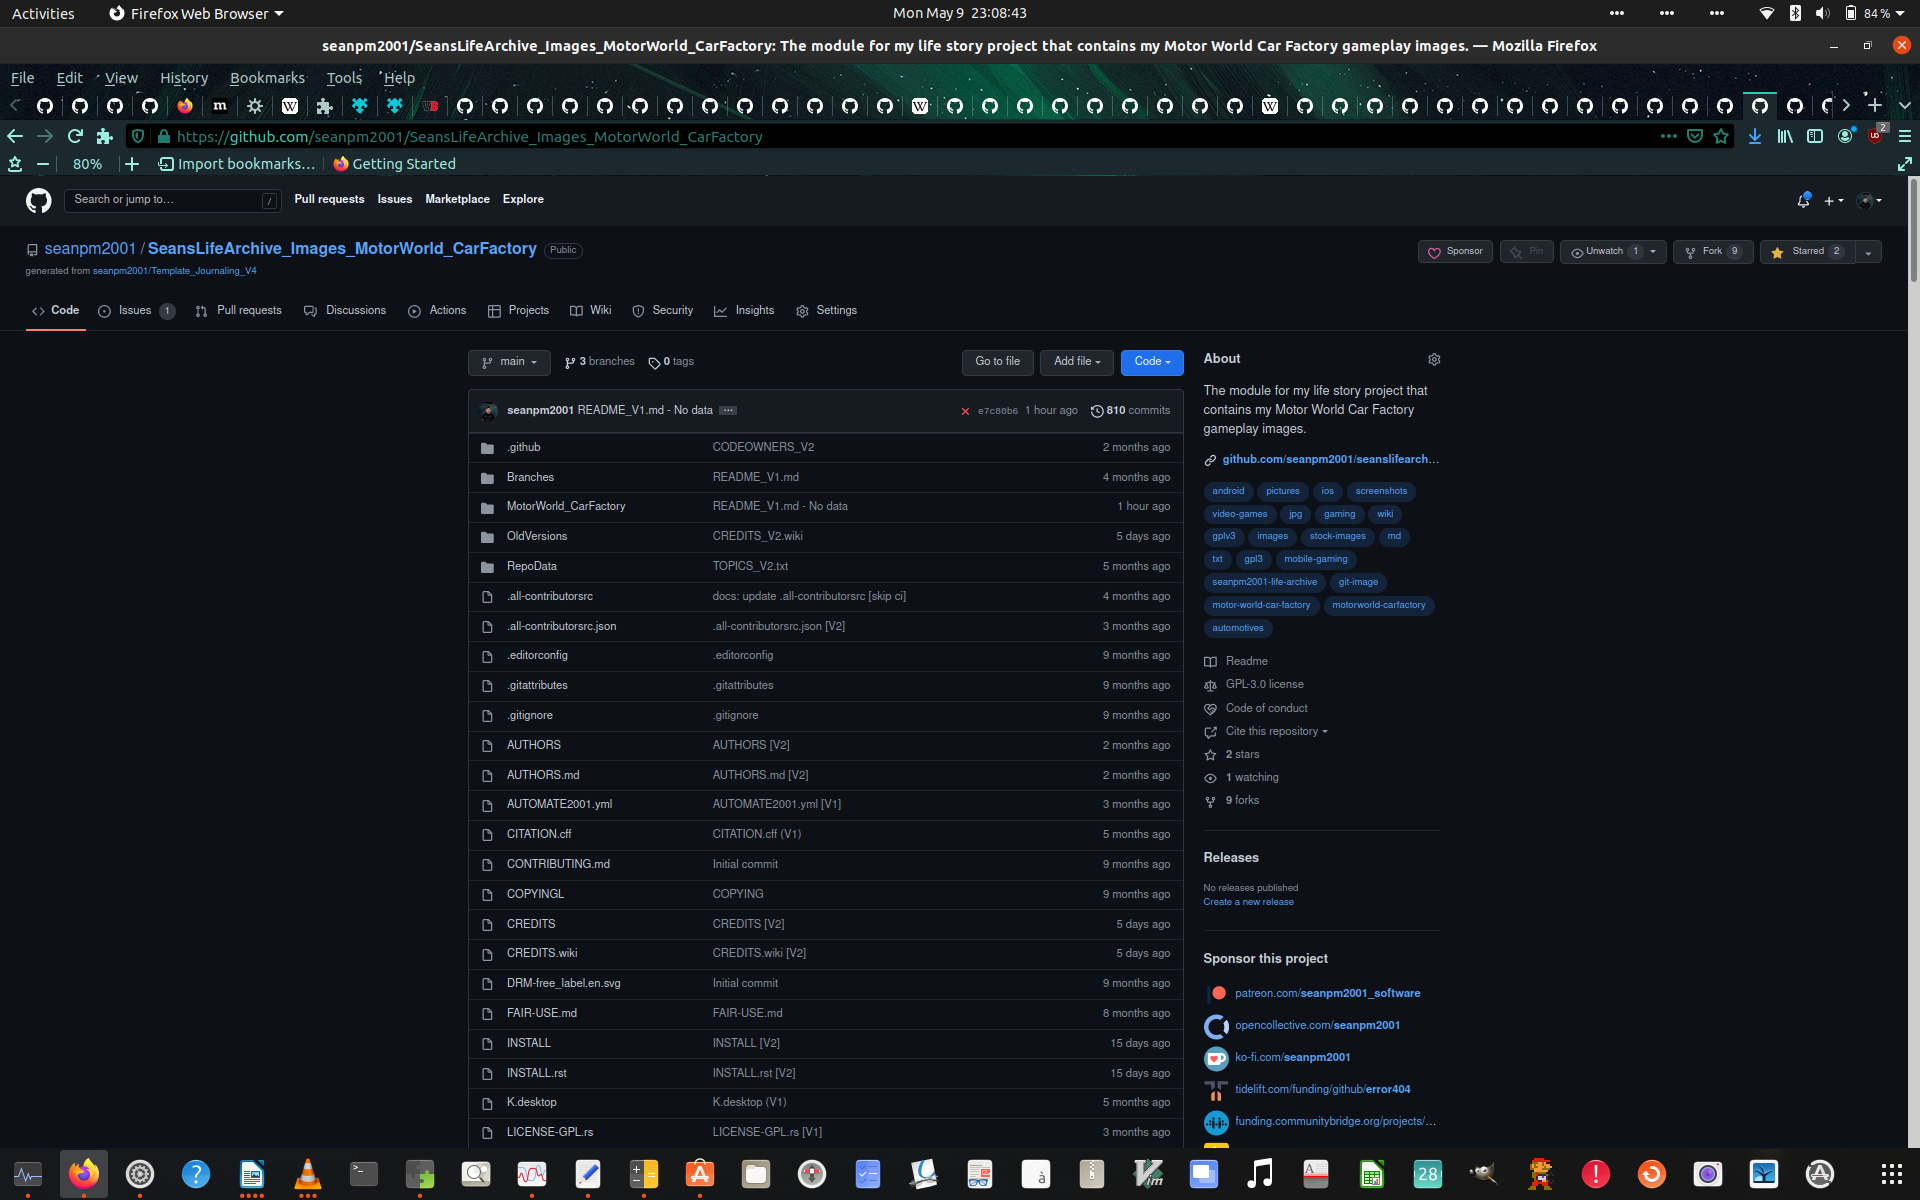 Activities
Firefox Web Browser
Mon May 9 23:08:43
84 %
seanpm2001/SeansLifeArchive_Images_MotorWorld_CarFactory: The module for my life story project that contains my Motor World Car Factory gameplay images. — Mozilla Firefox
File Edit View History Bookmarks Tools Help
https://github.com/seanpm2001/SeansLifeArchive_Images_MotorWorld_CarFactory
2
80%
Import bookmarks...
Getting Started
Search or jump to...
/
Pull requests Issues Marketplace Explore
seanpm2001 / SeansLifeArchive_Images_MotorWorld_CarFactory Public
generated from seanpm2001/Template_Journaling_V4
Sponsor
Pin
Unwatch 1
Fork 9
Starred 2
Code
Issues 1
Pull requests
Discussions
Actions
Projects
Wiki
Security
Insights
Settings
main
3 branches
0 tags
Go to file
Add file
Code
seanpm2001 README_V1.md - No data ... e7c80b6 1 hour ago 810 commits
.github CODEOWNERS_V2 2 months ago
Branches README_V1.md 4 months ago
MotorWorld_CarFactory README_V1.md - No data 1 hour ago
OldVersions CREDITS_V2.wiki 5 days ago
RepoData TOPICS_V2.txt 5 months ago
.all-contributorsrc docs: update .all-contributorsrc [skip ci] 4 months ago
.all-contributorsrc.json .all-contributorsrc.json [V2] 3 months ago
.editorconfig .editorconfig 9 months ago
.gitattributes .gitattributes 9 months ago
.gitignore .gitignore 9 months ago
AUTHORS AUTHORS [V2] 2 months ago
AUTHORS.md AUTHORS.md [V2] 2 months ago
AUTOMATE2001.yml AUTOMATE2001.yml [V1] 3 months ago
CITATION.cff CITATION.cff (V1) 5 months ago
CONTRIBUTING.md Initial commit 9 months ago
COPYINGL COPYING 9 months ago
CREDITS CREDITS [V2] 5 days ago
CREDITS.wiki CREDITS.wiki [V2] 5 days ago
DRM-free_label.en.svg Initial commit 9 months ago
FAIR-USE.md FAIR-USE.md 8 months ago
INSTALL INSTALL [V2] 15 days ago
INSTALL.rst INSTALL.rst [V2] 15 days ago
K.desktop K.desktop (V1) 5 months ago
LICENSE-GPL.rs LICENSE-GPL.rs [V1] 3 months ago
About
The module for my life story project that
contains my Motor World Car Factory
gameplay images.
github.com/seanpm2001/seanslifearch...
android pictures ios screenshots
video-games jpg gaming wiki
gplv3 images stock-images md
txt gpl3 mobile-gaming
seanpm2001-life-archive git-image
motor-world-car-factory motorworld-carfactory
automotives
Readme
GPL-3.0 license
Code of conduct
Cite this repository
2 stars
1 watching
9 forks
Releases
No releases published
Create a new release
Sponsor this project
patreon.com/seanpm2001_software
opencollective.com/seanpm2001
ko-fi.com/seanpm2001
tidelift.com/funding/github/error404
funding.communitybridge.org/projects/...
28